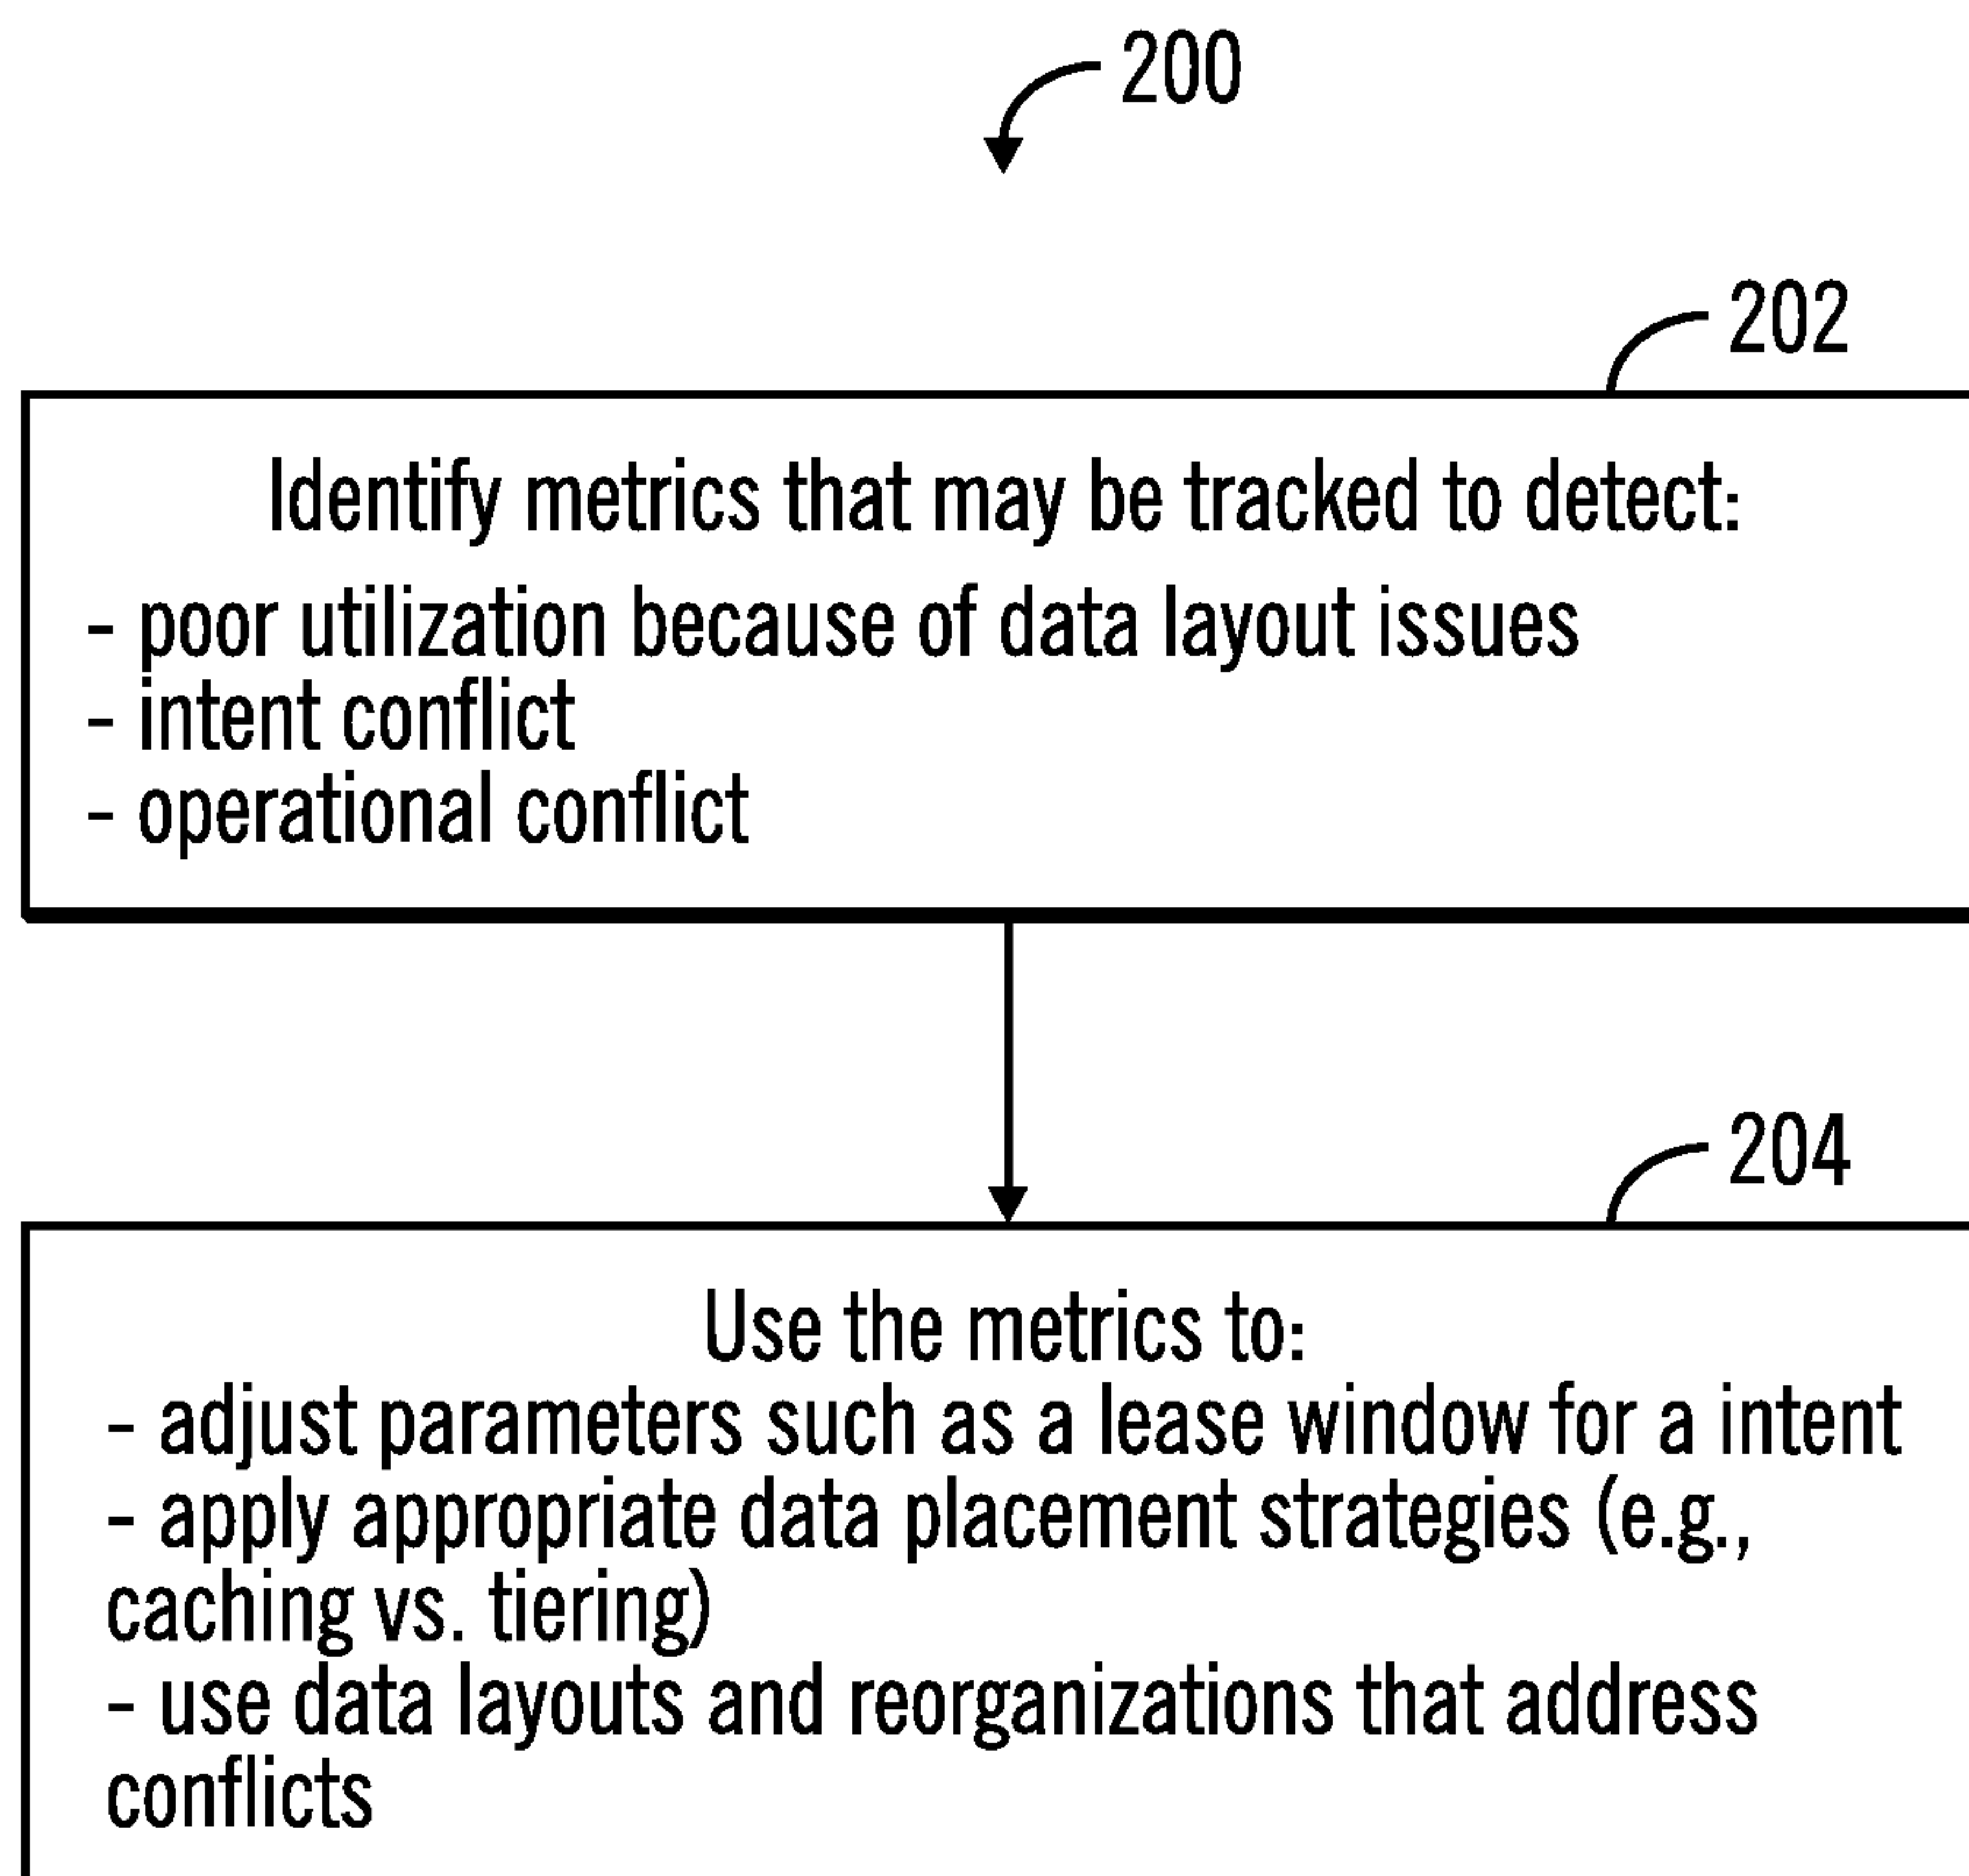 200
202
Identify metrics that may be tracked to detect:
- poor utilization because of data layout issues
- intent conflict
- operational conflict
204
Use the metrics to:
- adjust parameters such as a lease window for a intent
- apply appropriate data placement strategies (e.g.,
caching vs. tiering)
- use data layouts and reorganizations that address
conflicts